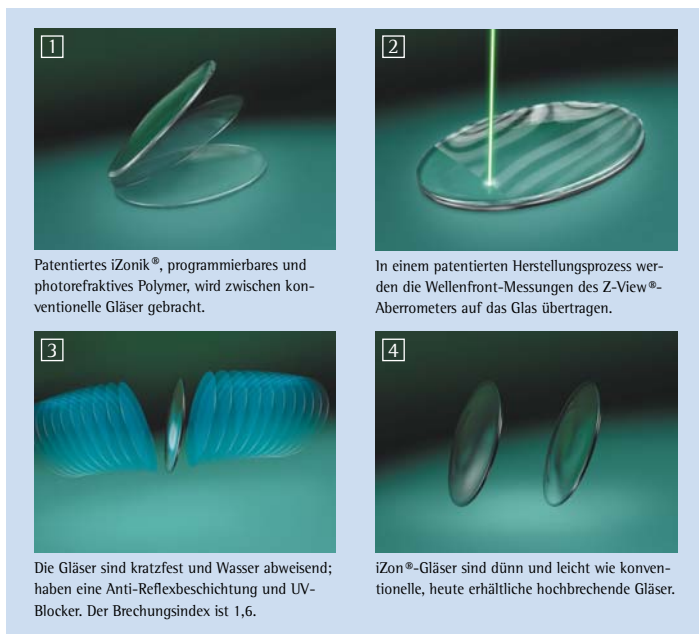 1
Patentiertes iZonik®, programmierbares und
photorefraktives Polymer, wird zwischen kon-
ventionelle Gläser gebracht.
2
In einem patentierten Herstellungsprozess wer-
den die Wellenfront-Messungen des Z-View®-
Aberrometers auf das Glas übertragen.
3
Die Gläser sind kratzfest und Wasser abweisend;
haben eine Anti-Reflexbeschichtung und UV-
Blocker. Der Brechungsindex ist 1,6.
4
iZon®-Gläser sind dünn und leicht wie konven-
tionelle, heute erhältliche hochbrechende Gläser.